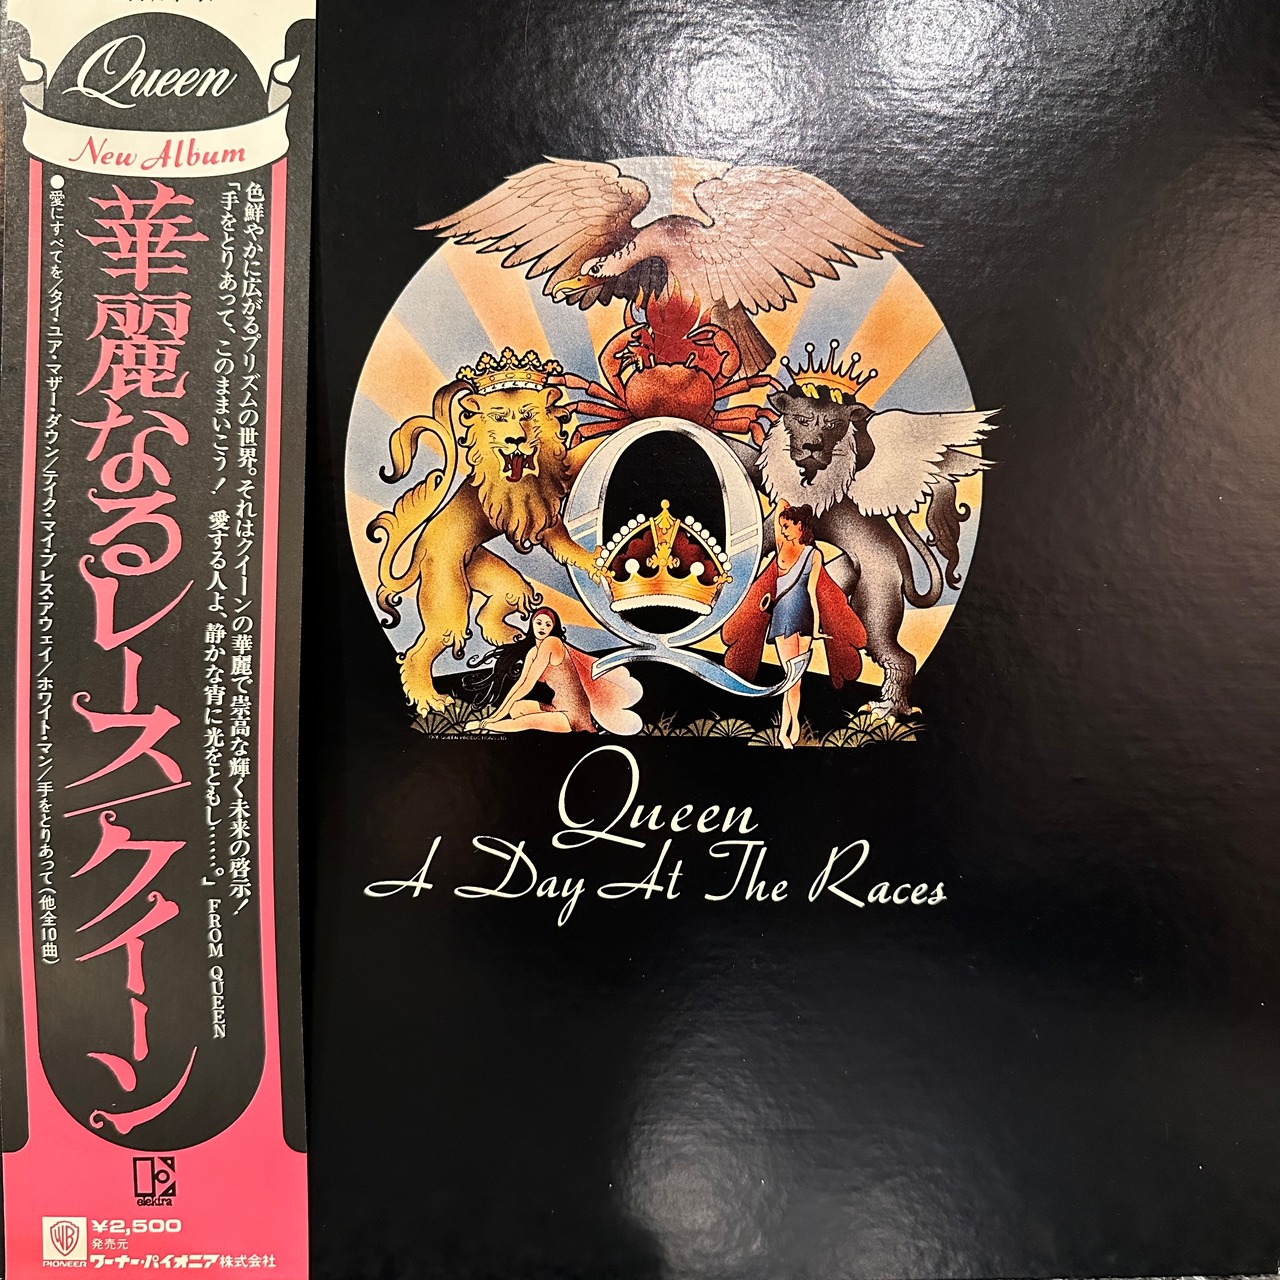 Queen
New Album
色鮮やかに広がるプリズムの世界。それはクイーンの華麗で崇高な輝く未来の啓示!
「手をとりあって、このままいこう! 愛する人よ、静かな宵に光をともし……。」 FROM QUEEN
華麗なるレース/クイーン
●愛にすべてを/タイ・ユア・マザー・ダウン/テイク・マイ・ブレス・アウェイ/ホワイト・マン/手をとりあって(他全10曲)
elektra
WB
PIONEER
¥2,500
発売元
ワーナー・パイオニア株式会社
Queen
A Day At The Races